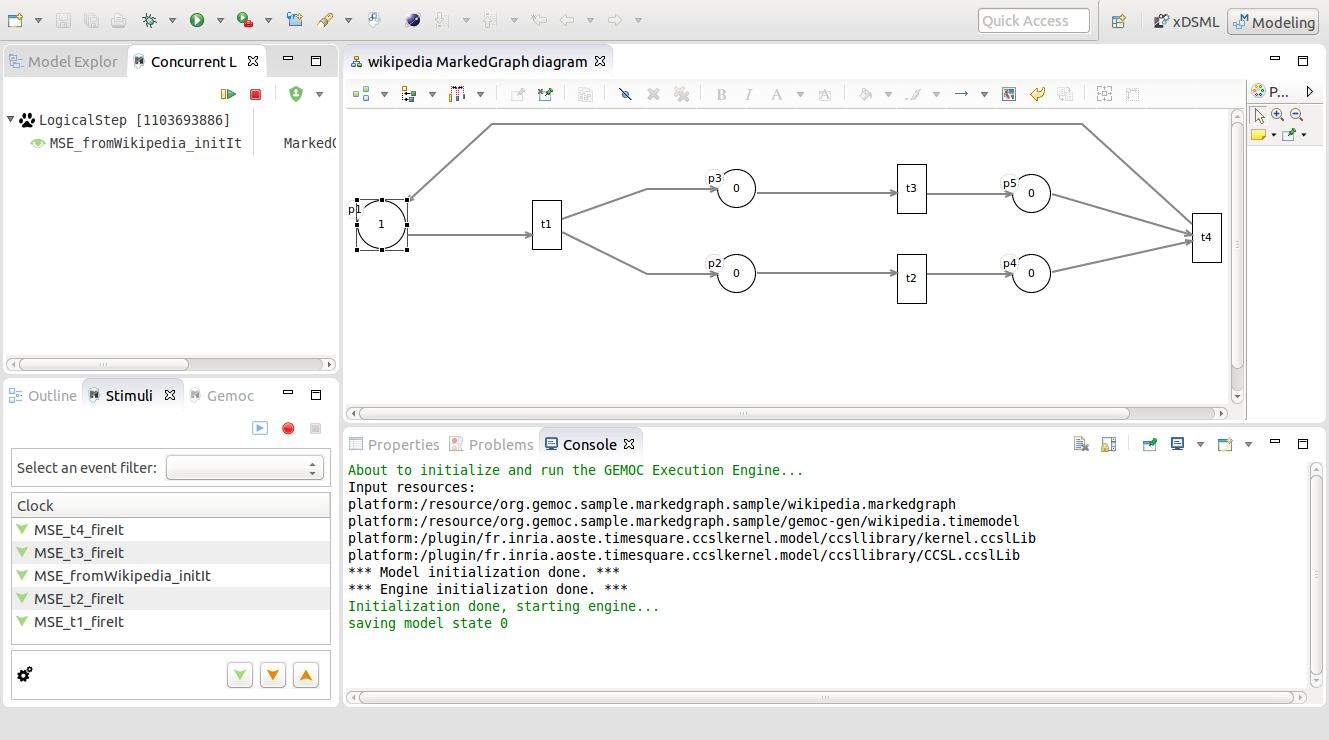 Quick Access
xDSML
Modeling
Model Explor
Concurrent L
LogicalStep [1103693886]
MSE_fromWikipedia_initIt
Marked
wikipedia MarkedGraph diagram
B
I
A
A
P...
p1
1
t1
p3
0
p2
0
t3
t2
p5
0
p4
0
t4
Outline
Stimuli
Gemoc
Select an event filter:
Clock
MSE_t4_fireIt
MSE_t3_fireIt
MSE_fromWikipedia_initIt
MSE_t2_fireIt
MSE_t1_fireIt
Properties
Problems
Console
About to initialize and run the GEMOC Execution Engine...
Input resources:
platform:/resource/org.gemoc.sample.markedgraph.sample/wikipedia.markedgraph
platform:/resource/org.gemoc.sample.markedgraph.sample/gemoc-gen/wikipedia.timemodel
platform:/plugin/fr.inria.aoste.timesquare.ccslkernel.model/ccsllibrary/kernel.ccslLib
platform:/plugin/fr.inria.aoste.timesquare.ccslkernel.model/ccsllibrary/CCSL.ccslLib
*** Model initialization done. ***
*** Engine initialization done. ***
Initialization done, starting engine...
saving model state 0